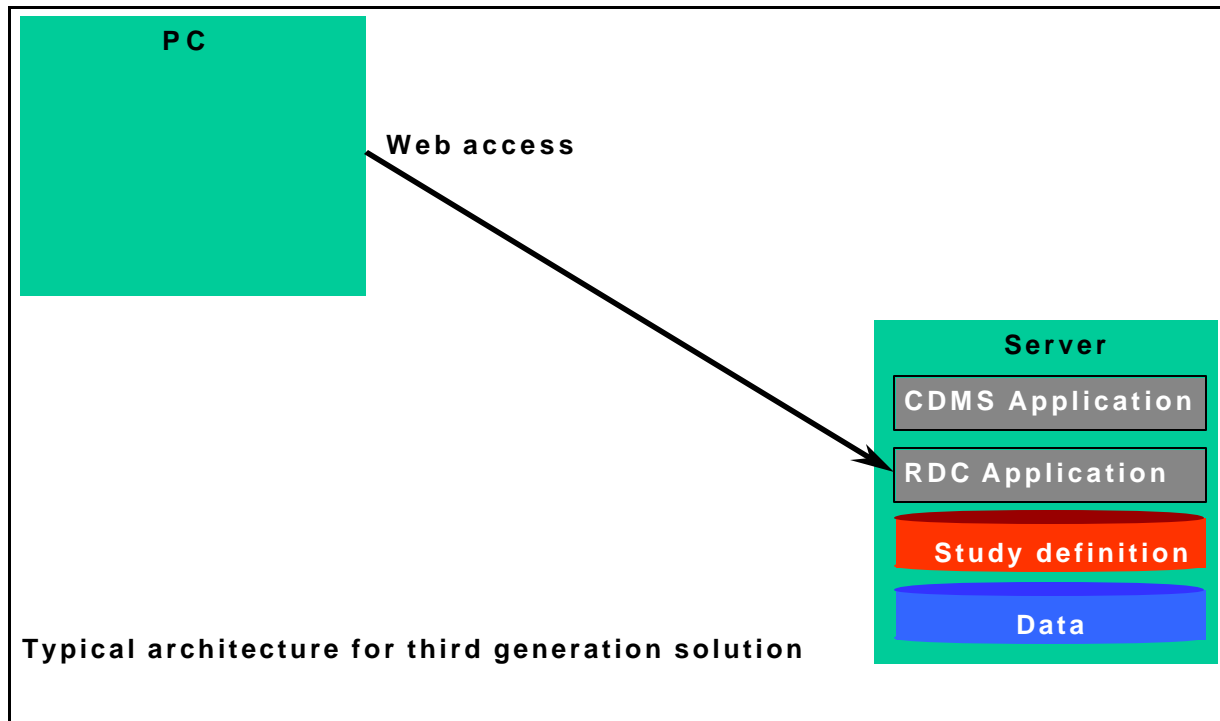 PC
Web access
Server
CDMS Application
RDC Application
Study definition
Data
Typical architecture for third generation solution